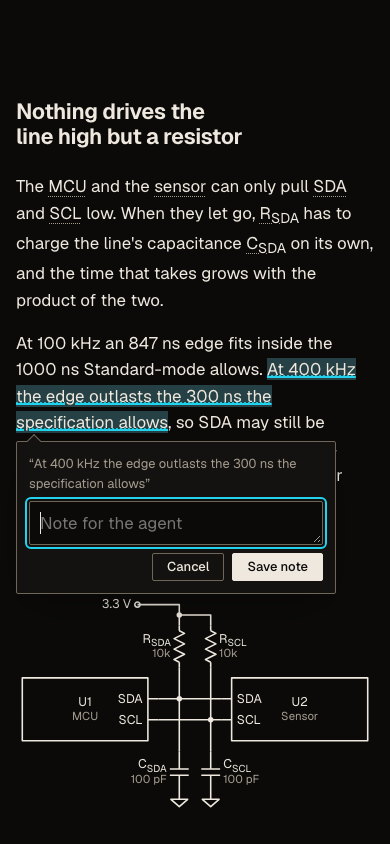 Nothing drives the
line high but a resistor
The MCU and the sensor can only pull SDA
and SCL low. When they let go, RSDA has to
charge the line's capacitance CSDA on its own,
and the time that takes grows with the
product of the two.
At 100 kHz an 847 ns edge fits inside the
1000 ns Standard-mode allows. At 400 kHz
the edge outlasts the 300 ns the
specification allows, so SDA may still be
“At 400 kHz the edge outlasts the 300 ns the
specification allows”
r
Note for the agent
Cancel
Save note
3.3 V
RSDA
10k
RSCL
10k
U1
MCU
SDA
SCL
SDA
SCL
U2
Sensor
CSDA
100 pF
CSCL
100 pF